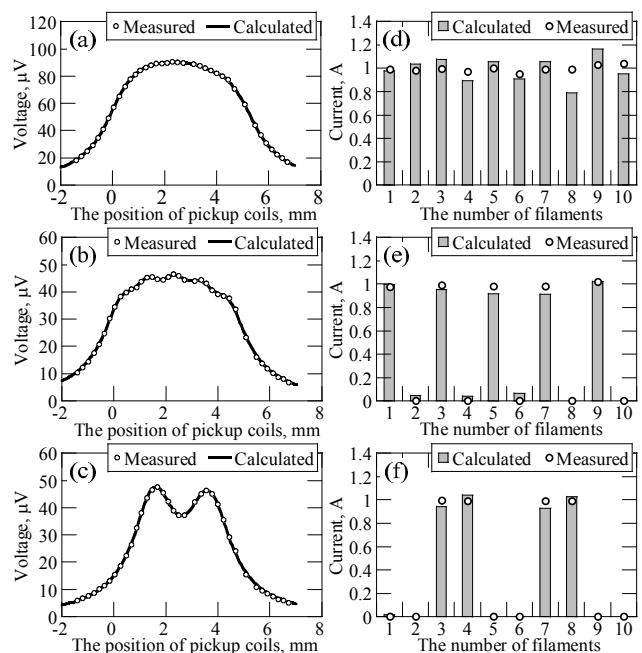 (a)
Measured
Calculated
Voltage, μV
120
100
80
60
40
20
0
-2
0
2
4
6
8
The position of pickup coils, mm
(d)
Calculated
Measured
Current, A
1.4
1.2
1
0.8
0.6
0.4
0.2
0
1 2 3 4 5 6 7 8 9 10
The number of filaments
(b)
Measured
Calculated
Voltage, μV
60
50
40
30
20
10
0
-2
0
2
4
6
8
The position of pickup coils, mm
(e)
Calculated
Measured
Current, A
1.4
1.2
1
0.8
0.6
0.4
0.2
0
1 2 3 4 5 6 7 8 9 10
The number of filaments
(c)
Measured
Calculated
Voltage, μV
60
50
40
30
20
10
0
-2
0
2
4
6
8
The position of pickup coils, mm
(f)
Calculated
Measured
Current, A
1.4
1.2
1
0.8
0.6
0.4
0.2
0
1 2 3 4 5 6 7 8 9 10
The number of filaments